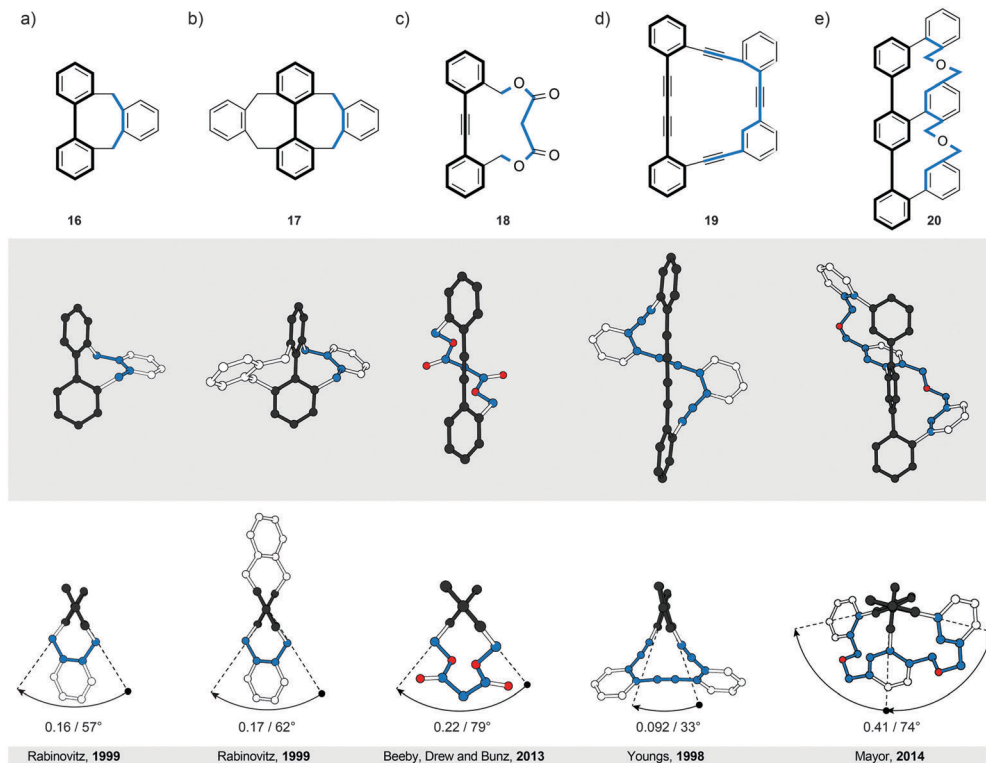 a) b) c) d) e)
O O
O O
O
O
16 17 18 19 20
0.16 / 57° 0.17 / 62° 0.22 / 79° 0.092 / 33° 0.41 / 74°
Rabinovitz, 1999 Rabinovitz, 1999 Beeby, Drew and Bunz, 2013 Youngs, 1998 Mayor, 2014